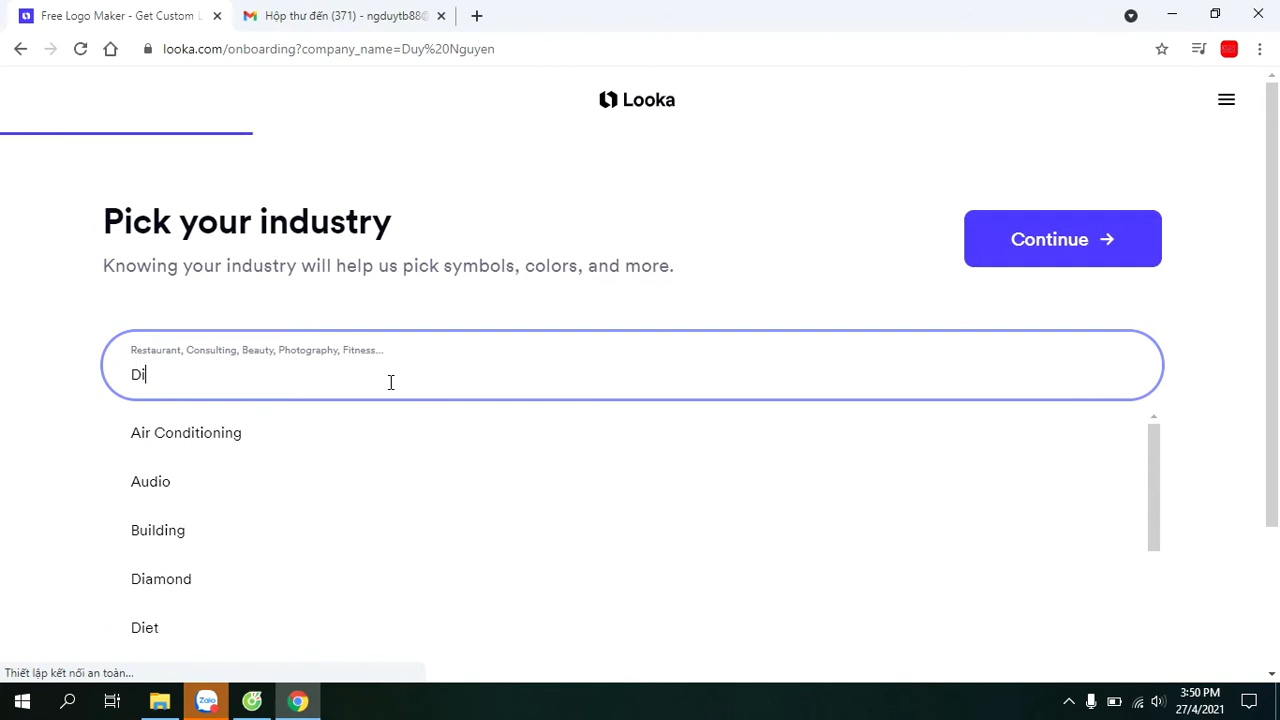 Free Logo Maker - Get Custom L
Hộp thư đến (371) - ngduytb88@
looka.com/onboarding?company_name=Duy%20Nguyen
Looka
Pick your industry
Continue →
Knowing your industry will help us pick symbols, colors, and more.
Restaurant, Consulting, Beauty, Photography, Fitness...
Di
Air Conditioning
Audio
Building
Diamond
Diet
Thiết lập kết nối an toàn...
Zalo
3:50 PM
27/4/2021